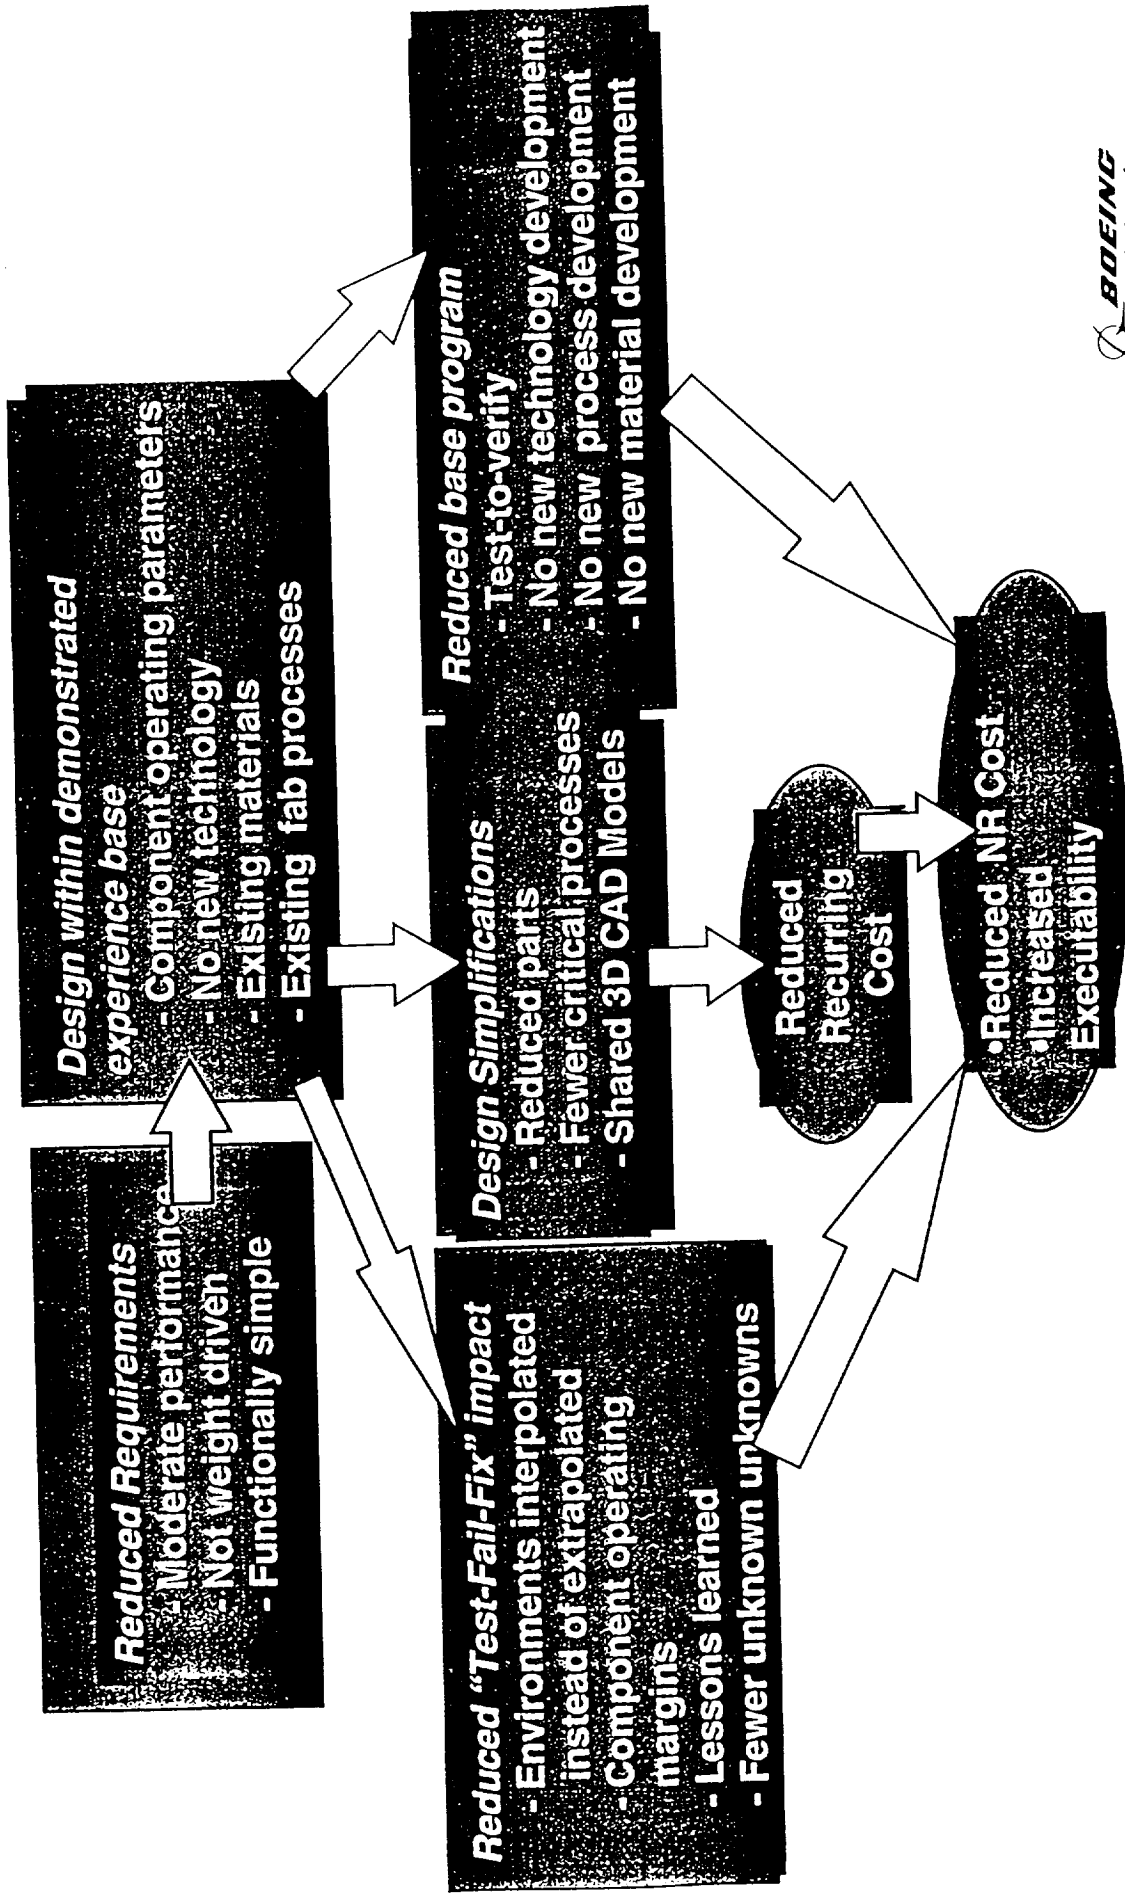 Reduced Requirements
- Moderate performance
- Not weight driven
- Functionally simple
Design within demonstrated
experience base
- Component operating parameters
- No new technology
- Existing materials
- Existing fab processes
Reduced “Test-Fail-Fix” impact
- Environments interpolated
instead of extrapolated
- Component operating
margins
- Lessons learned
- Fewer unknown unknowns
Design Simplifications
- Reduced parts
- Fewer critical processes
- Shared 3D CAD Models
Reduced base program
- Test-to-verify
- No new technology development
- No new process development
- No new material development
Reduced
Recurring
Cost
•Reduced NR Cost
•Increased
Executability
BOEING